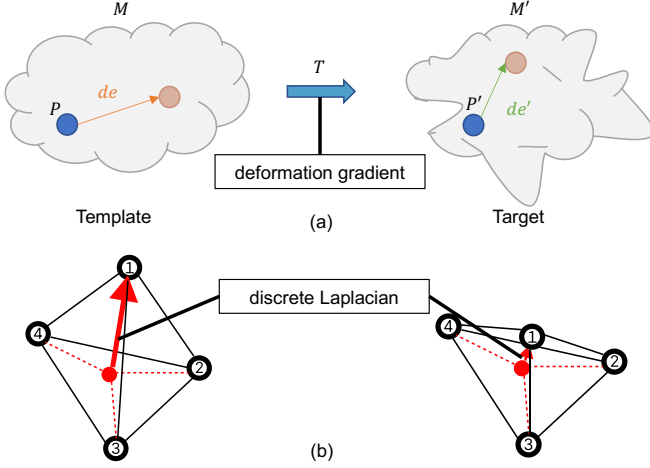 M
M′
T
de
P
P′
de′
deformation gradient
Template
(a)
Target
1
discrete Laplacian
4
4
1
2
2
3
3
(b)